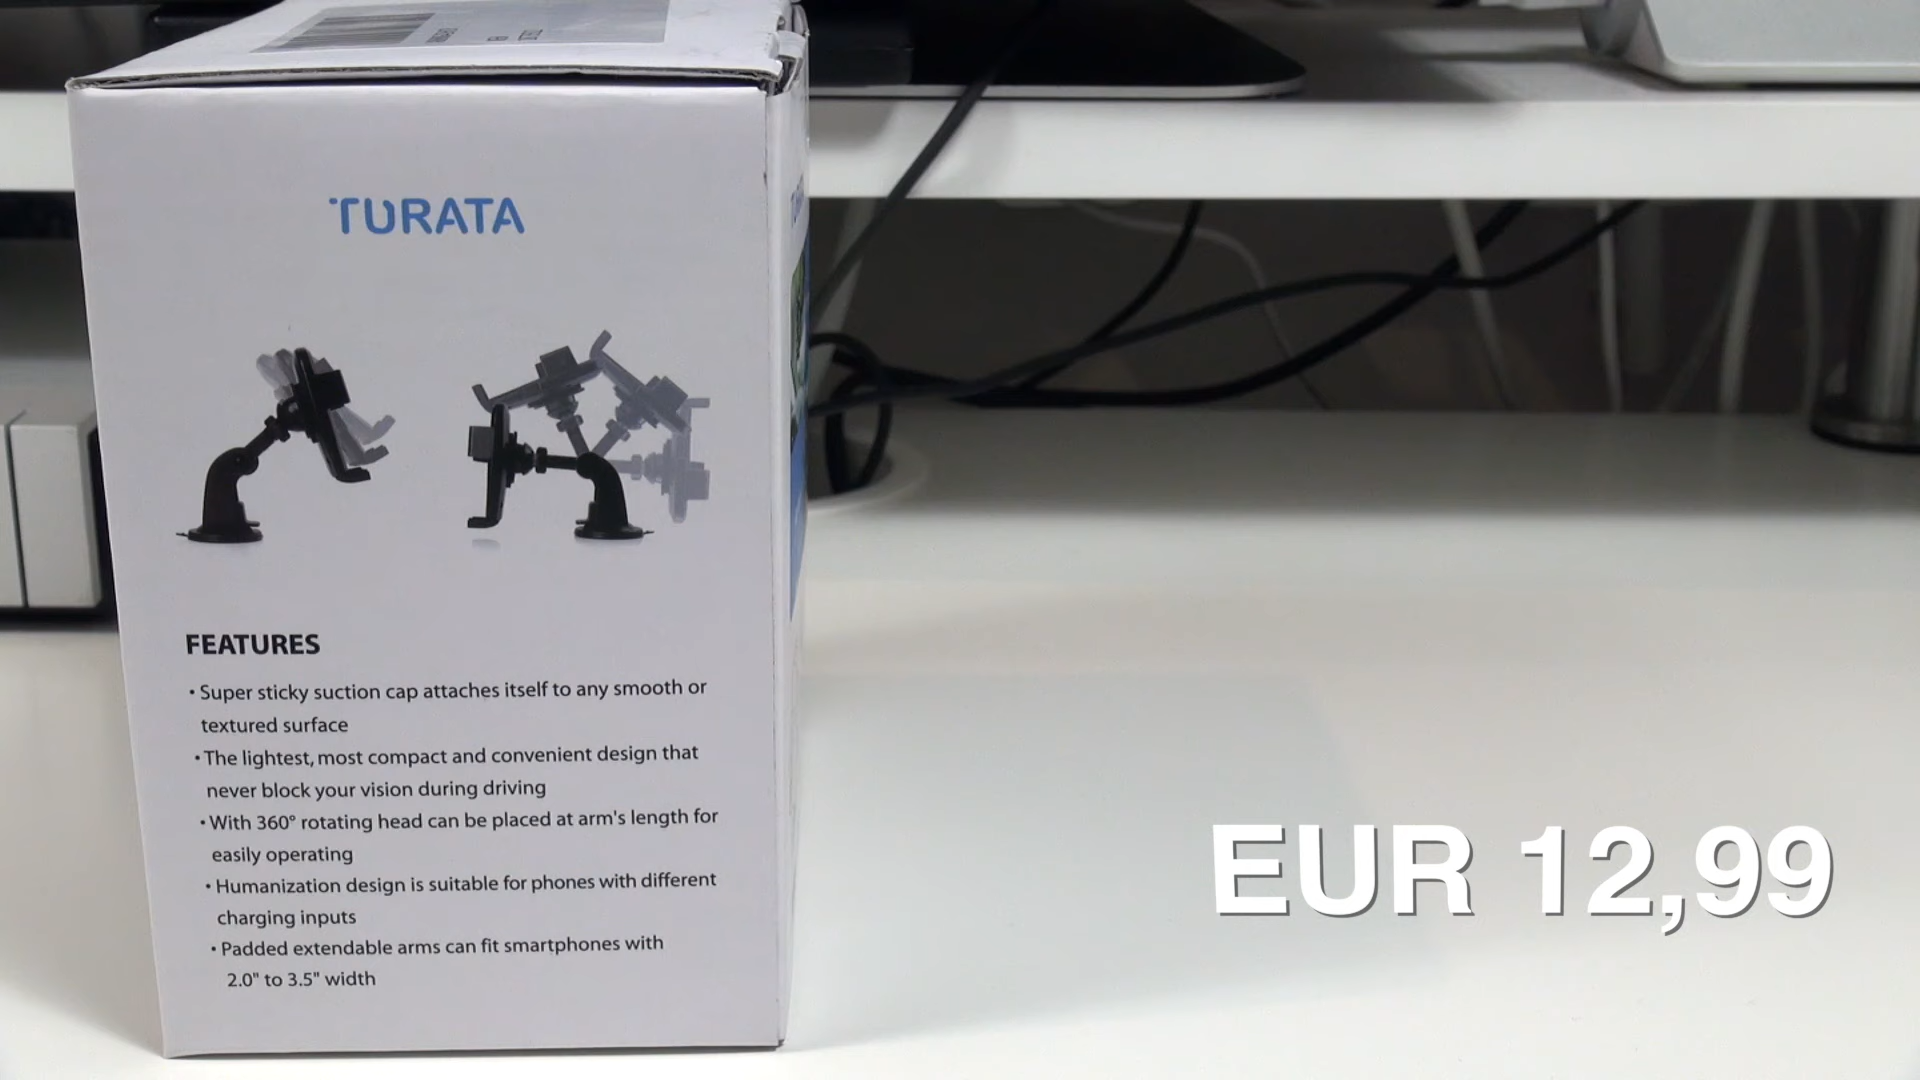 TURATA
FEATURES
• Super sticky suction cap attaches itself to any smooth or
textured surface
• The lightest, most compact and convenient design that
never block your vision during driving
• With 360° rotating head can be placed at arm's length for
easily operating
• Humanization design is suitable for phones with different
charging inputs
• Padded extendable arms can fit smartphones with
2.0" to 3.5" width
EUR 12,99